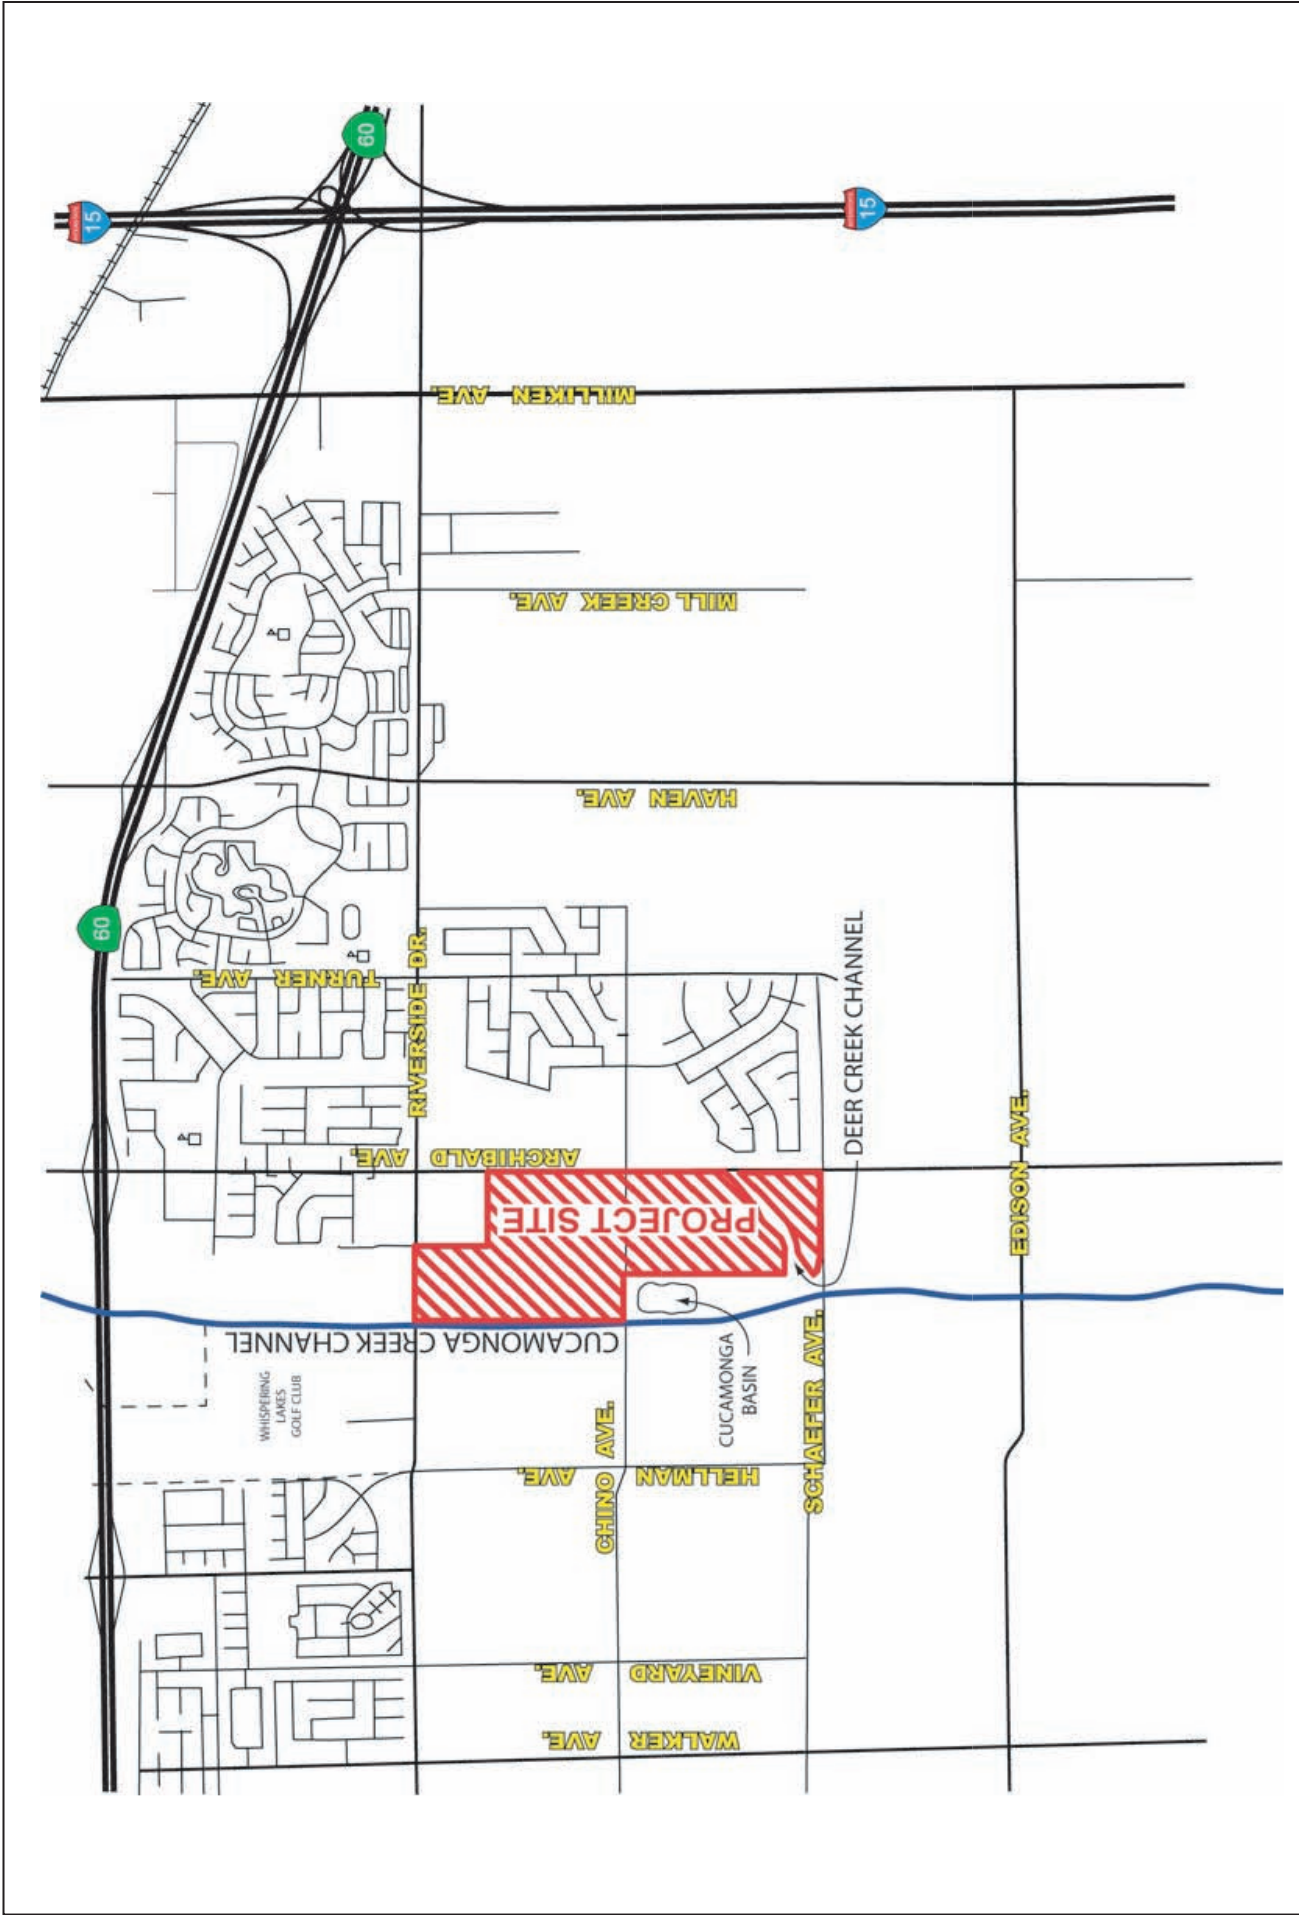 15
60
15
MILLIKEN AVE.
MILL CREEK AVE.
HAVEN AVE.
60
TURNER AVE.
RIVERSIDE DR.
DEER CREEK CHANNEL
ARCHIBALD AVE.
PROJECT SITE
EDISON AVE.
CUCAMONGA CREEK CHANNEL
WHISPERING
LAKES
GOLF CLUB
CUCAMONGA
BASIN
SCHAEFER AVE.
CHINO AVE.
HELLMAN AVE.
VINEYARD AVE.
WALKER AVE.